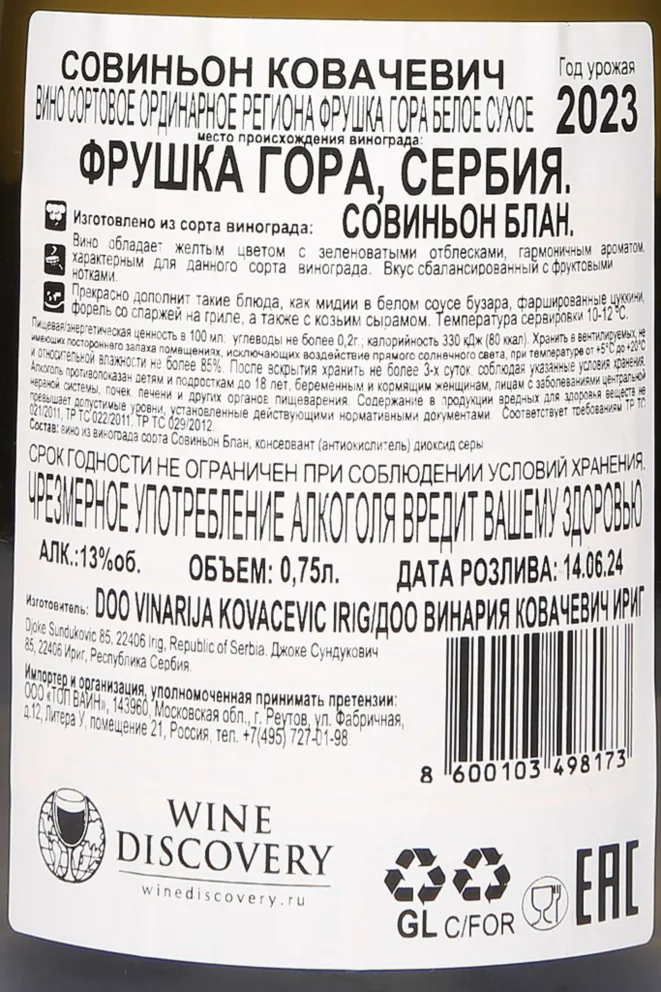 СОВИНЬОН КОВАЧЕВИЧ
Год урожая
ВИНО СОРТОВОЕ ОРДИНАРНОЕ РЕГИОНА ФРУШКА ГОРА БЕЛОЕ СУХОЕ
2023
место происхождения винограда:
ФРУШКА ГОРА, СЕРБИЯ.
Изготовлено из сорта винограда: СОВИНЬОН БЛАН.
Вино обладает желтым цветом с зеленоватыми отблесками, гармоничным ароматом,
характерным для данного сорта винограда. Вкус сбалансированный с фруктовыми
нотками.
Прекрасно дополнит такие блюда, как мидии в белом соусе бузара, фаршированные цуккини,
форель со спаржей на гриле, а также с козьим сырамом. Температура сервировки 10-12 °С.
Пищевая/энергетическая ценность в 100 мл: углеводы не более 0,2г., калорийность 330 кДж (80 ккал). Хранить в вентилируемых, не
имеющих постороннего запаха помещениях, исключающих воздействие прямого солнечного света, при температуре от +5°С до +20°С
и относительной влажности не более 85%. После вскрытия хранить не более 3-х суток, соблюдая указанные условия хранения.
Алкоголь противопоказан детям и подросткам до 18 лет, беременным и кормящим женщинам, лицам с заболеваниями центральной
нервной системы, почек, печени и других органов пищеварения. Содержание в продукции вредных для здоровья веществ не
превышает допустимые уровни, установленные действующими нормативными документами. Соответствует требованиям ТР ТС
021/2011, ТР ТС 022/2011, ТР ТС 029/2012.
Состав: вино из винограда сорта Совиньон Блан, консервант (антиокислитель) диоксид серы
СРОК ГОДНОСТИ НЕ ОГРАНИЧЕН ПРИ СОБЛЮДЕНИИ УСЛОВИЙ ХРАНЕНИЯ.
ЧРЕЗМЕРНОЕ УПОТРЕБЛЕНИЕ АЛКОГОЛЯ ВРЕДИТ ВАШЕМУ ЗДОРОВЬЮ
АЛК.:13%об. ОБЪЕМ: 0,75л. ДАТА РОЗЛИВА: 14.06.24
Изготовитель: DOO VINARIJA KOVACEVIC IRIG/ДОО ВИНАРИЯ КОВАЧЕВИЧ ИРИГ
Djoke Sundukovic 85, 22406 Irig, Republic of Serbia. Джоке Сундукович
85, 22406 Ириг, Республика Сербия.
Импортер и организация, уполномоченная принимать претензии:
ООО «ТОП ВАЙН», 143960, Московская обл., г. Реутов, ул. Фабричная,
д.12, Литера У, помещение 21, Россия, тел. +7(495) 727-01-98
8 600103 498173
WINE
DISCOVERY
winediscovery.ru
GL C/FOR
EAC